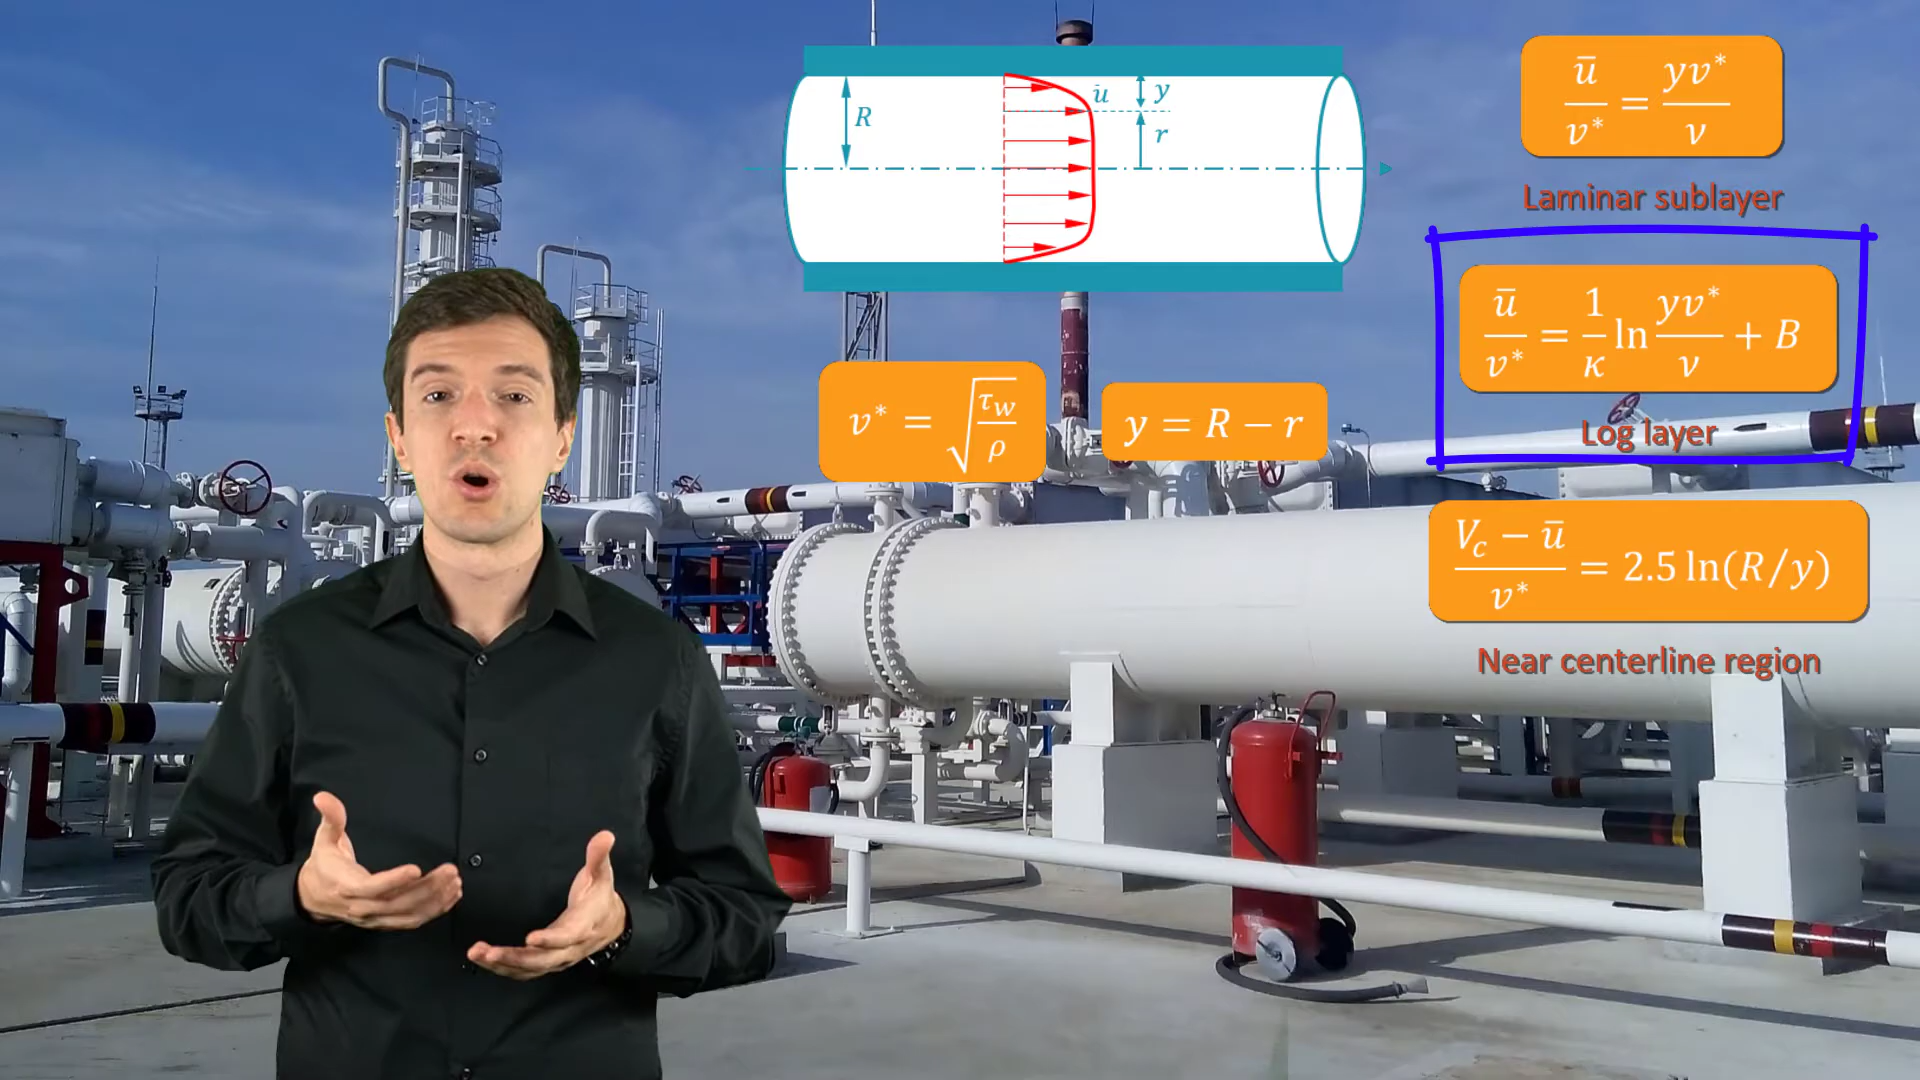 R
ū
y
r
ū/v* = yv*/ν
Laminar sublayer
ū/v* = 1/κ ln yv*/ν + B
Log layer
v* = √(τw/ρ)
y = R − r
(Vc − ū)/v* = 2.5 ln(R/y)
Near centerline region